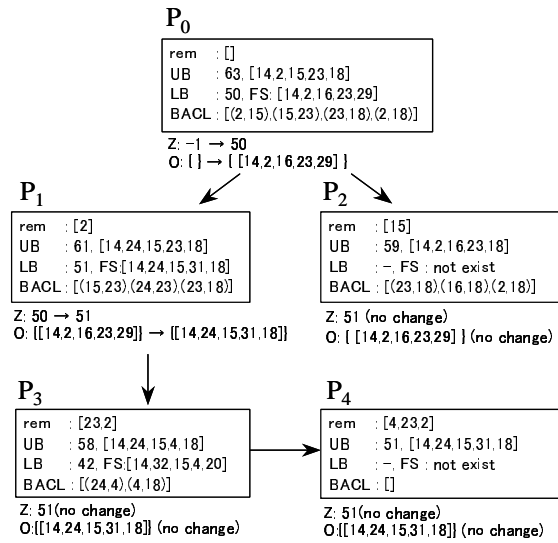 P0
rem : []
UB : 63, [14,2,15,23,18]
LB : 50, FS: [14,2,16,23,29]
BACL : [(2,15),(15,23),(23,18),(2,18)]
Z: -1 → 50
O: { } → { [14,2,16,23,29] }
P1
rem : [2]
UB : 61, [14,24,15,23,18]
LB : 51, FS:[14,24,15,31,18]
BACL : [(15,23),(24,23),(23,18)]
Z: 50 → 51
O: {[14,2,16,23,29]} → {[14,24,15,31,18]}
P2
rem : [15]
UB : 59, [14,2,16,23,18]
LB : -, FS : not exist
BACL : [(23,18),(16,18),(2,18)]
Z: 51 (no change)
O: { [14,2,16,23,29] } (no change)
P3
rem : [23,2]
UB : 58, [14,24,15,4,18]
LB : 42, FS:[14,32,15,4,20]
BACL : [(24,4),(4,18)]
Z: 51(no change)
O:{[14,24,15,31,18]} (no change)
P4
rem : [4,23,2]
UB : 51, [14,24,15,31,18]
LB : -, FS : not exist
BACL : []
Z: 51(no change)
O:{[14,24,15,31,18]} (no change)